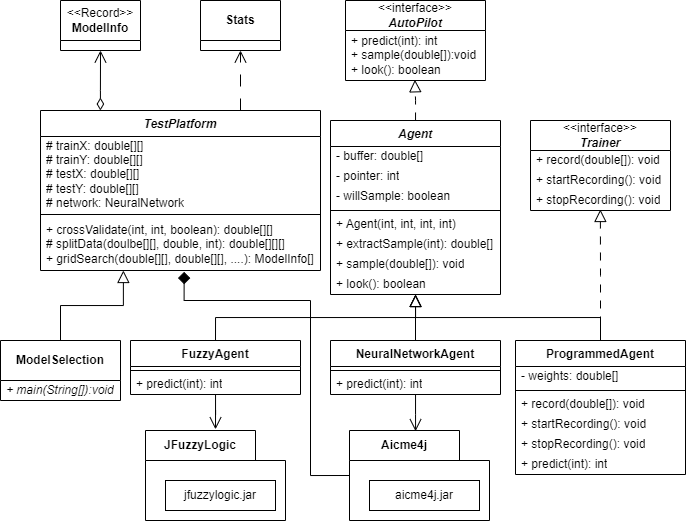 <<Record>>
ModelInfo
Stats
<<interface>>
AutoPilot
+ predict(int): int
+ sample(double[]):void
+ look(): boolean
TestPlatform
# trainX: double[][]
# trainY: double[][]
# testX: double[][]
# testY: double[][]
# network: NeuralNetwork
+ crossValidate(int, int, boolean): double[][]
# splitData(doulbe[][], double, int): double[][][]
+ gridSearch(double[][], double[][], ....): ModelInfo[]
Agent
- buffer: double[]
- pointer: int
- willSample: boolean
+ Agent(int, int, int, int)
+ extractSample(int): double[]
+ sample(double[]): void
+ look(): boolean
<<interface>>
Trainer
+ record(double[]): void
+ startRecording(): void
+ stopRecording(): void
ModelSelection
+ main(String[]):void
FuzzyAgent
+ predict(int): int
NeuralNetworkAgent
+ predict(int): int
ProgrammedAgent
- weights: double[]
+ record(double[]): void
+ startRecording(): void
+ stopRecording(): void
+ predict(int): int
JFuzzyLogic
jfuzzylogic.jar
Aicme4j
aicme4j.jar